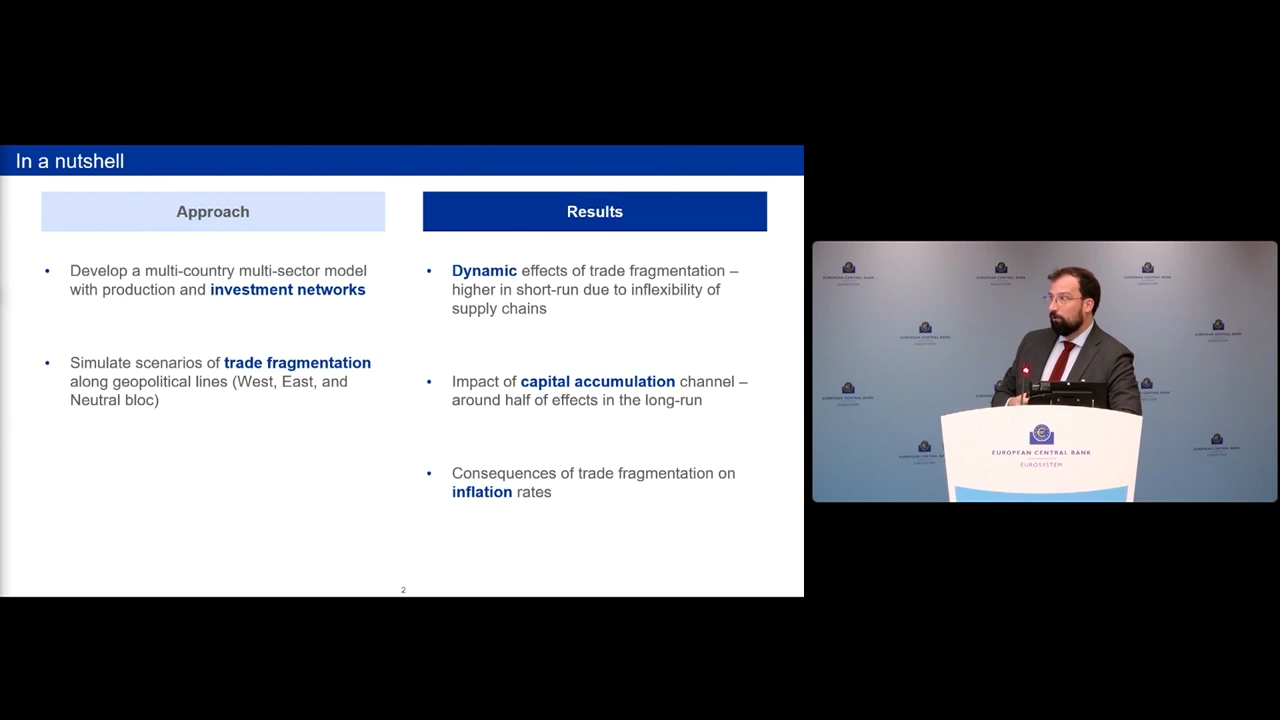 In a nutshell
Approach
Results
• Develop a multi-country multi-sector model
with production and investment networks
• Simulate scenarios of trade fragmentation
along geopolitical lines (West, East, and
Neutral bloc)
• Dynamic effects of trade fragmentation –
higher in short-run due to inflexibility of
supply chains
• Impact of capital accumulation channel –
around half of effects in the long-run
• Consequences of trade fragmentation on
inflation rates
2
EUROPEAN CENTRAL BANK
EUROSYSTEM